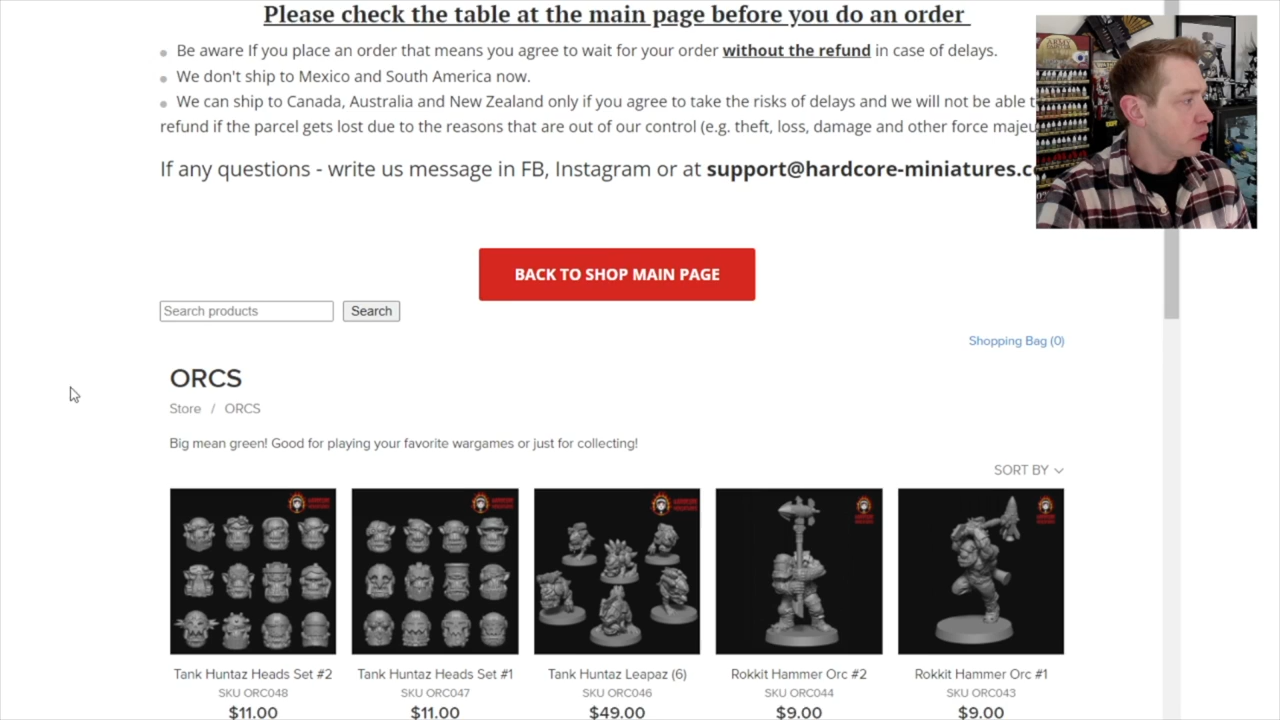 Please check the table at the main page before you do an order
Be aware If you place an order that means you agree to wait for your order without the refund in case of delays.
We don't ship to Mexico and South America now.
We can ship to Canada, Australia and New Zealand only if you agree to take the risks of delays and we will not be able
refund if the parcel gets lost due to the reasons that are out of our control (e.g. theft, loss, damage and other force
If any questions - write us message in FB, Instagram or at support@hardcore-miniatures.c
BACK TO SHOP MAIN PAGE
Search products Search
Shopping Bag (0)
ORCS
Store / ORCS
Big mean green! Good for playing your favorite wargames or just for collecting!
SORT BY
Tank Huntaz Heads Set #2 Tank Huntaz Heads Set #1 Tank Huntaz Leapaz (6) Rokkit Hammer Orc #2 Rokkit Hammer Orc #1
SKU ORC048 SKU ORC047 SKU ORC046 SKU ORC044 SKU ORC043
$11.00 $11.00 $49.00 $9.00 $9.00